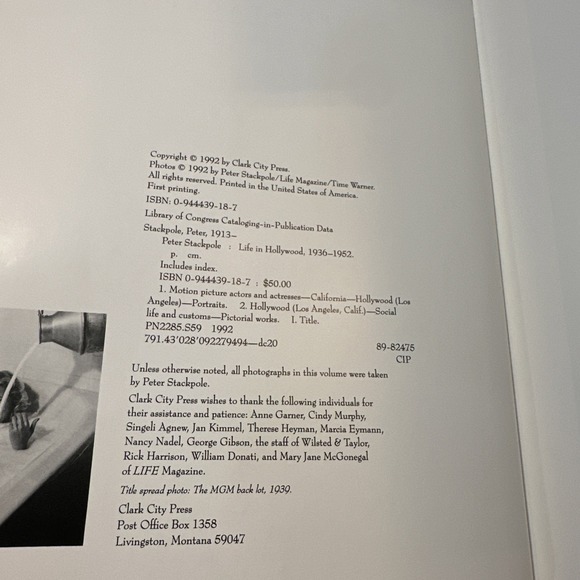 Copyright © 1992 by Clark City Press.
Photos © 1992 by Peter Stackpole/Life Magazine/Time Warner.
All rights reserved. Printed in the United States of America.
First printing.
ISBN: 0-944439-18-7
Library of Congress Cataloging-in-Publication Data
Stackpole, Peter, 1913–
Peter Stackpole : Life in Hollywood, 1936–1952.
p. cm.
Includes index.
ISBN 0-944439-18-7 : $50.00
1. Motion picture actors and actresses—California—Hollywood (Los
Angeles)—Portraits. 2. Hollywood (Los Angeles, Calif.)—Social
life and customs—Pictorial works. I. Title.
PN2285.S59 1992
791.43'028'092279494—dc20 89-82475
CIP
Unless otherwise noted, all photographs in this volume were taken
by Peter Stackpole.
Clark City Press wishes to thank the following individuals for
their assistance and patience: Anne Garner, Cindy Murphy,
Singeli Agnew, Jan Kimmel, Therese Heyman, Marcia Eymann,
Nancy Nadel, George Gibson, the staff of Wilsted & Taylor,
Rick Harrison, William Donati, and Mary Jane McGonegal
of LIFE Magazine.
Title spread photo: The MGM back lot, 1939.
Clark City Press
Post Office Box 1358
Livingston, Montana 59047